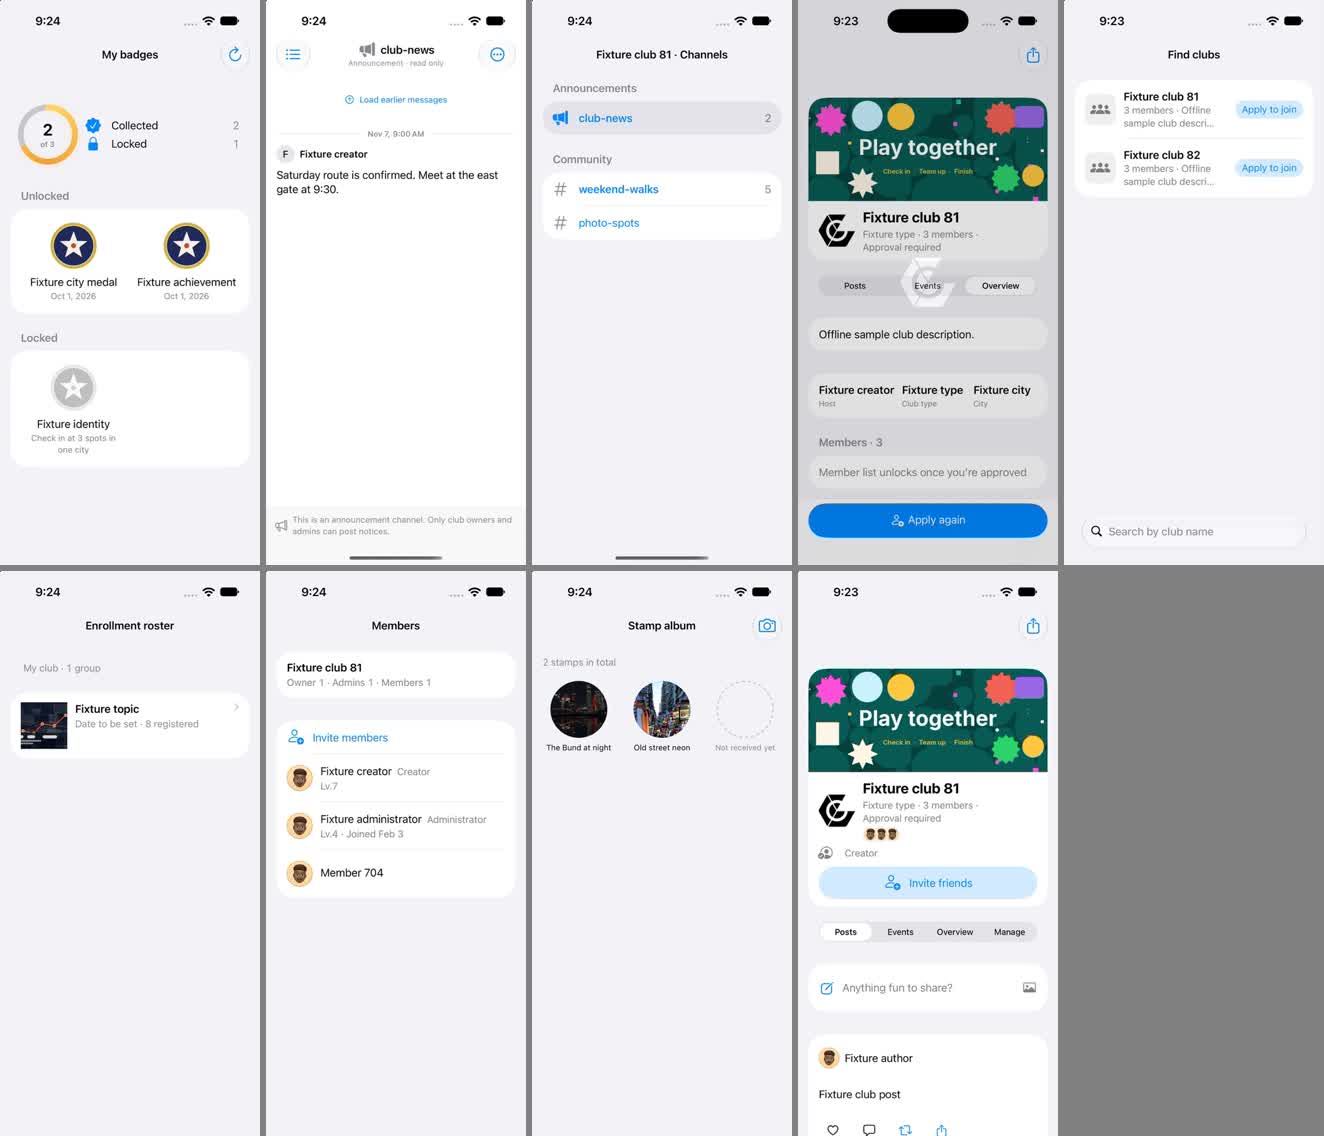 9:24
My badges
2
of 3
Collected 2
Locked 1
Unlocked
Fixture city medal
Oct 1, 2026
Fixture achievement
Oct 1, 2026
Locked
Fixture identity
Check in at 3 spots in
one city
9:24
club-news
Announcement · read only
Load earlier messages
Nov 7, 9:00 AM
F Fixture creator
Saturday route is confirmed. Meet at the east
gate at 9:30.
This is an announcement channel. Only club owners and
admins can post notices.
9:24
Fixture club 81 · Channels
Announcements
club-news 2
Community
# weekend-walks 5
# photo-spots
9:23
Play together
Check in · Team up · Finish
Fixture club 81
Fixture type · 3 members ·
Approval required
Posts Events Overview
Offline sample club description.
Fixture creator Fixture type Fixture city
Host Club type City
Members · 3
Member list unlocks once you're approved
Apply again
9:23
Find clubs
Fixture club 81
3 members · Offline
sample club descri...
Apply to join
Fixture club 82
3 members · Offline
sample club descri...
Apply to join
Search by club name
9:24
Enrollment roster
My club · 1 group
Fixture topic
Date to be set · 8 registered
9:24
Members
Fixture club 81
Owner 1 · Admins 1 · Members 1
Invite members
Fixture creator Creator
Lv.7
Fixture administrator Administrator
Lv.4 · Joined Feb 3
Member 704
9:24
Stamp album
2 stamps in total
The Bund at night
Old street neon
Not received yet
9:23
Play together
Check in · Team up · Finish
Fixture club 81
Fixture type · 3 members ·
Approval required
Creator
Invite friends
Posts Events Overview Manage
Anything fun to share?
Fixture author
Fixture club post